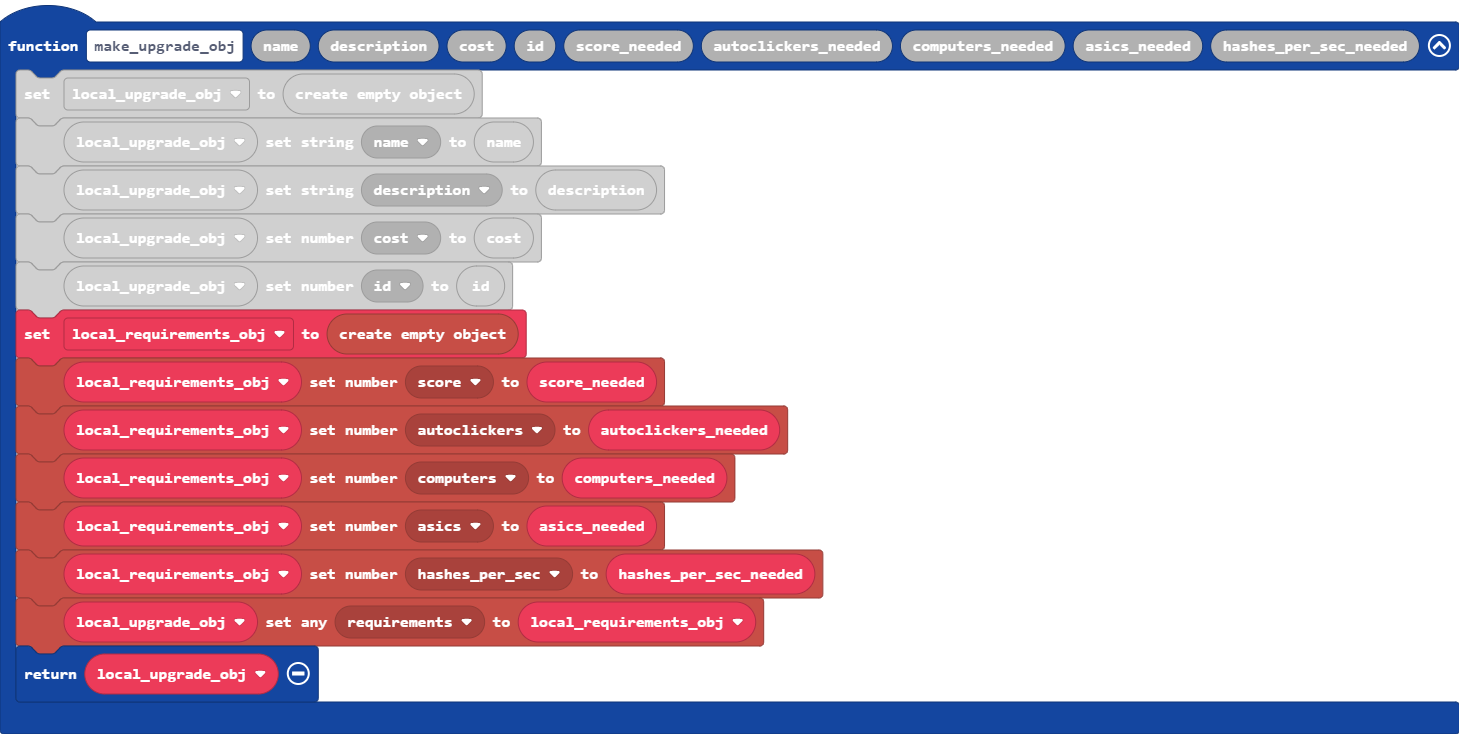 function make_upgrade_obj name description cost id score_needed autoclickers_needed computers_needed asics_needed hashes_per_sec_needed
set local_upgrade_obj to create empty object
local_upgrade_obj set string name to name
local_upgrade_obj set string description to description
local_upgrade_obj set number cost to cost
local_upgrade_obj set number id to id
set local_requirements_obj to create empty object
local_requirements_obj set number score to score_needed
local_requirements_obj set number autoclickers to autoclickers_needed
local_requirements_obj set number computers to computers_needed
local_requirements_obj set number asics to asics_needed
local_requirements_obj set number hashes_per_sec to hashes_per_sec_needed
local_upgrade_obj set any requirements to local_requirements_obj
return local_upgrade_obj